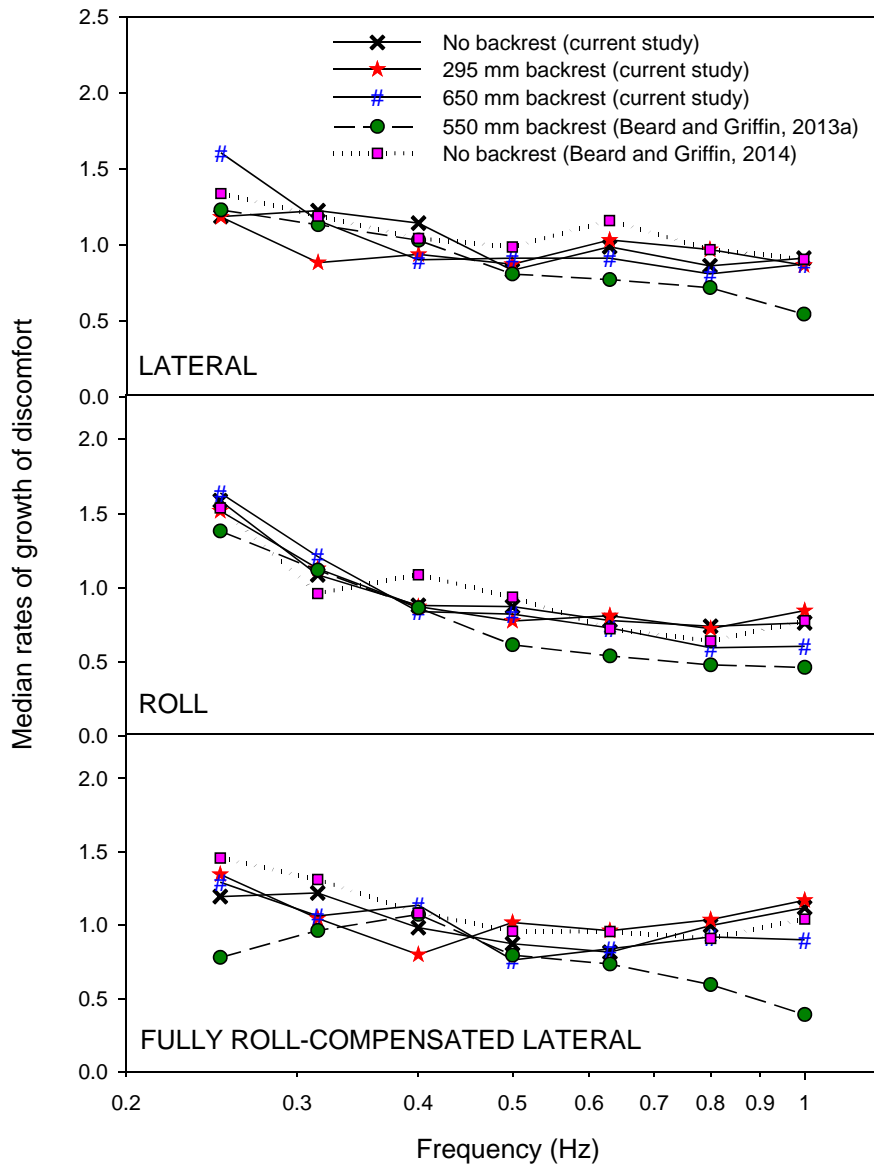 2.5
No backrest (current study)
295 mm backrest (current study)
# 650 mm backrest (current study)
550 mm backrest (Beard and Griffin, 2013a)
No backrest (Beard and Griffin, 2014)
2.0
1.5
1.0
0.5
LATERAL
0.0
2.0
1.5
1.0
0.5
ROLL
0.0
2.0
1.5
1.0
0.5
FULLY ROLL-COMPENSATED LATERAL
0.0
Median rates of growth of discomfort
0.2 0.3 0.4 0.5 0.6 0.7 0.8 0.9 1
Frequency (Hz)